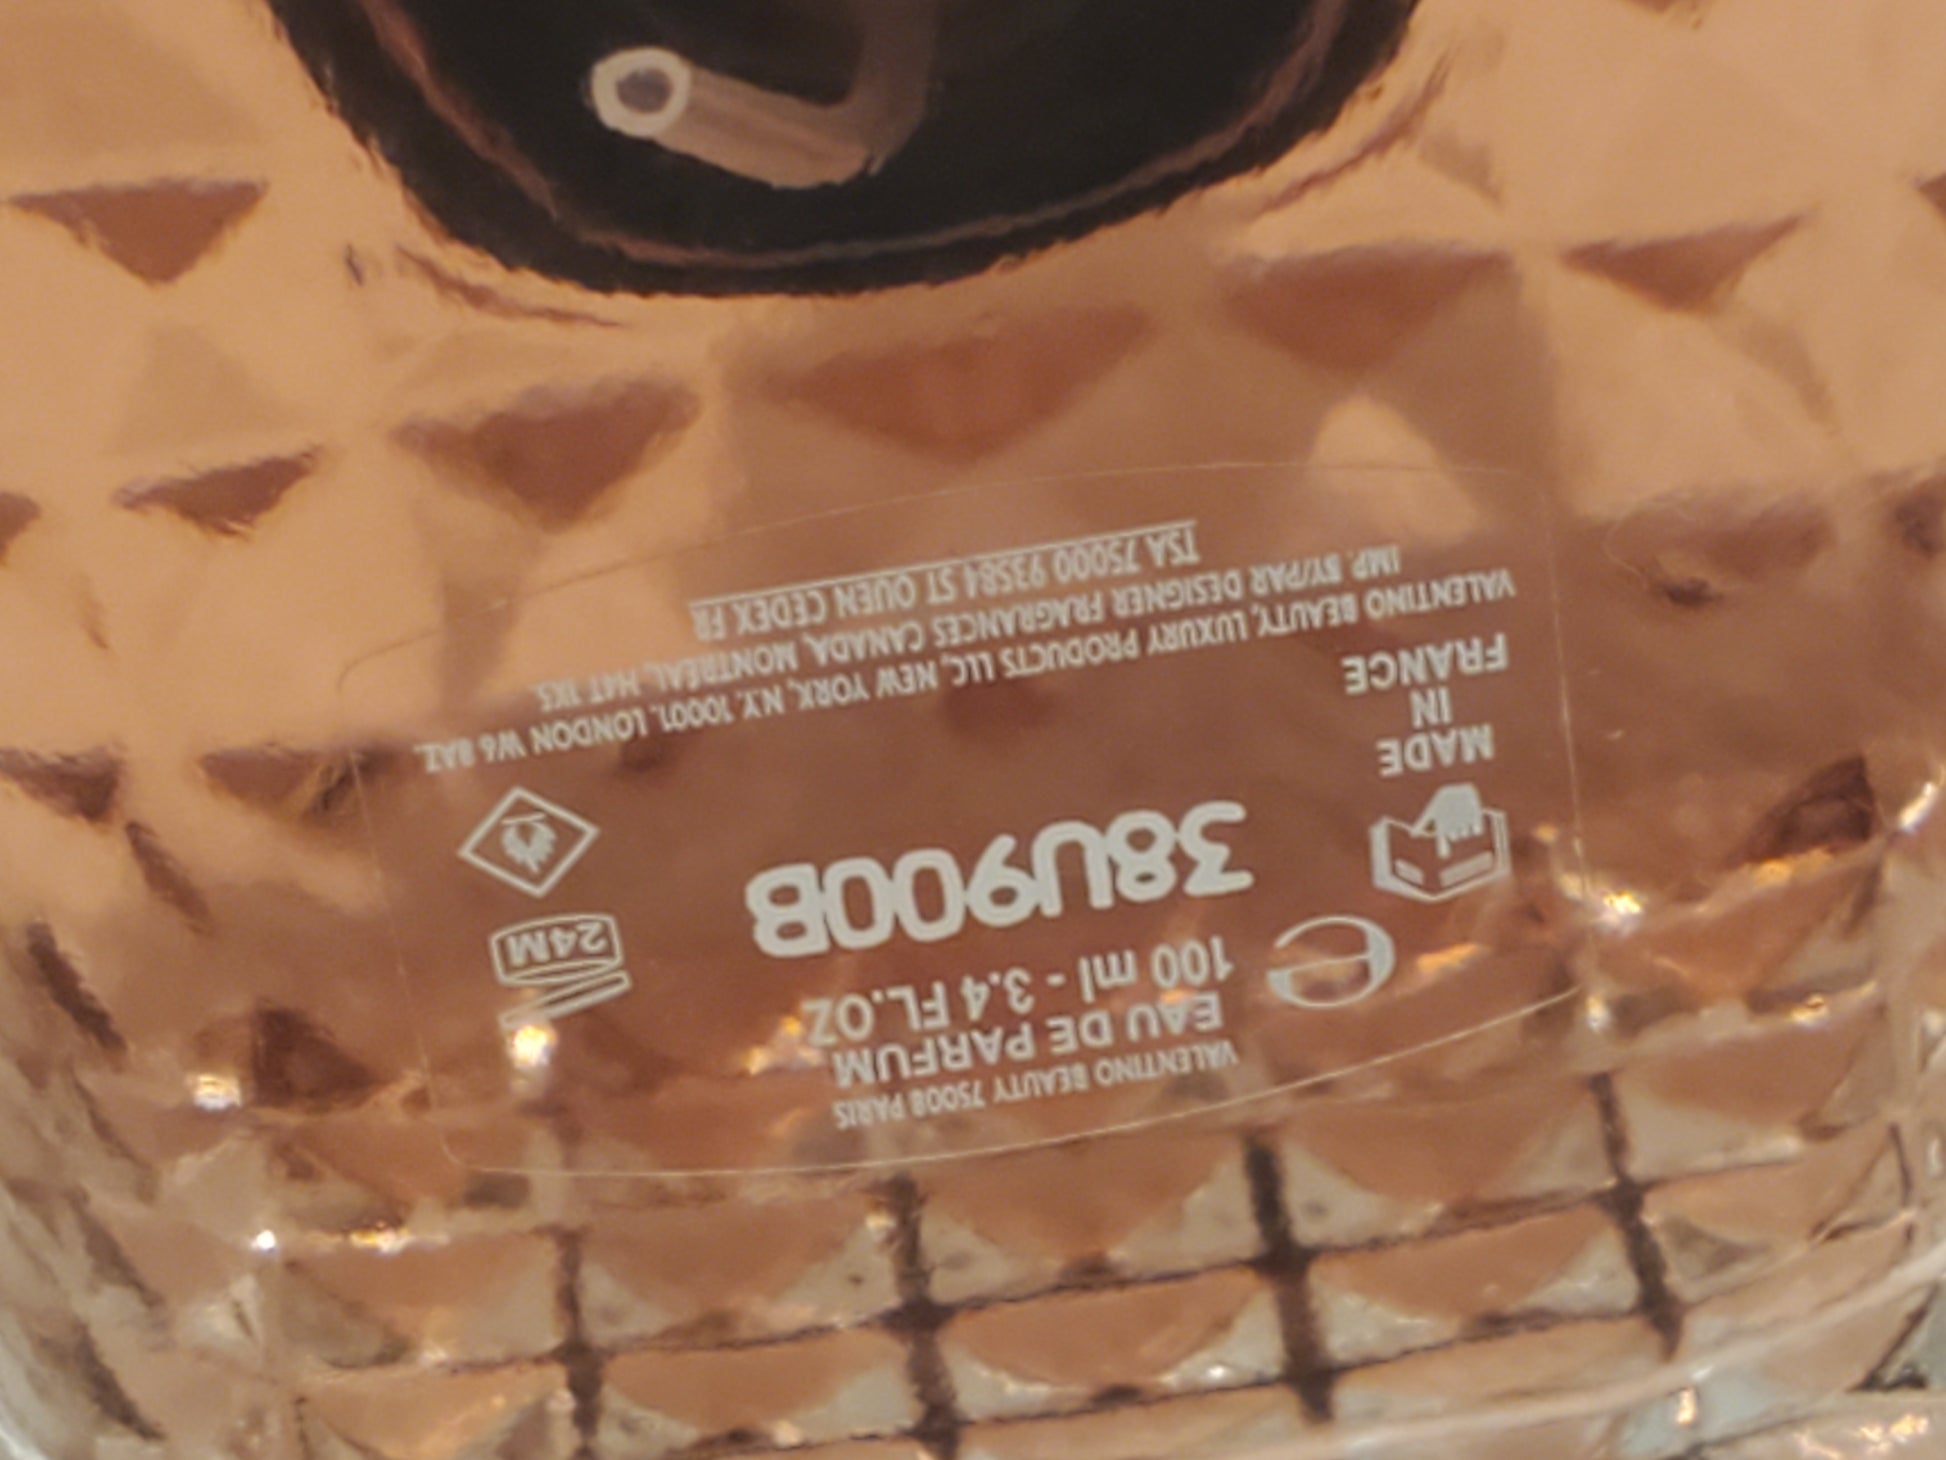 VALENTINO BEAUTY 75008 PARIS
EAU DE PARFUM
100 ml - 3.4 FL.OZ
e
38U900B
24M
MADE
IN
FRANCE
VALENTINO BEAUTY, LUXURY PRODUCTS LLC, NEW YORK, N.Y. 10001. LONDON W6 8AZ.
IMP. BY/PAR DESIGNER FRAGRANCES CANADA, MONTRÉAL, H4T 1K5
TSA 75000 93584 ST OUEN CEDEX FR